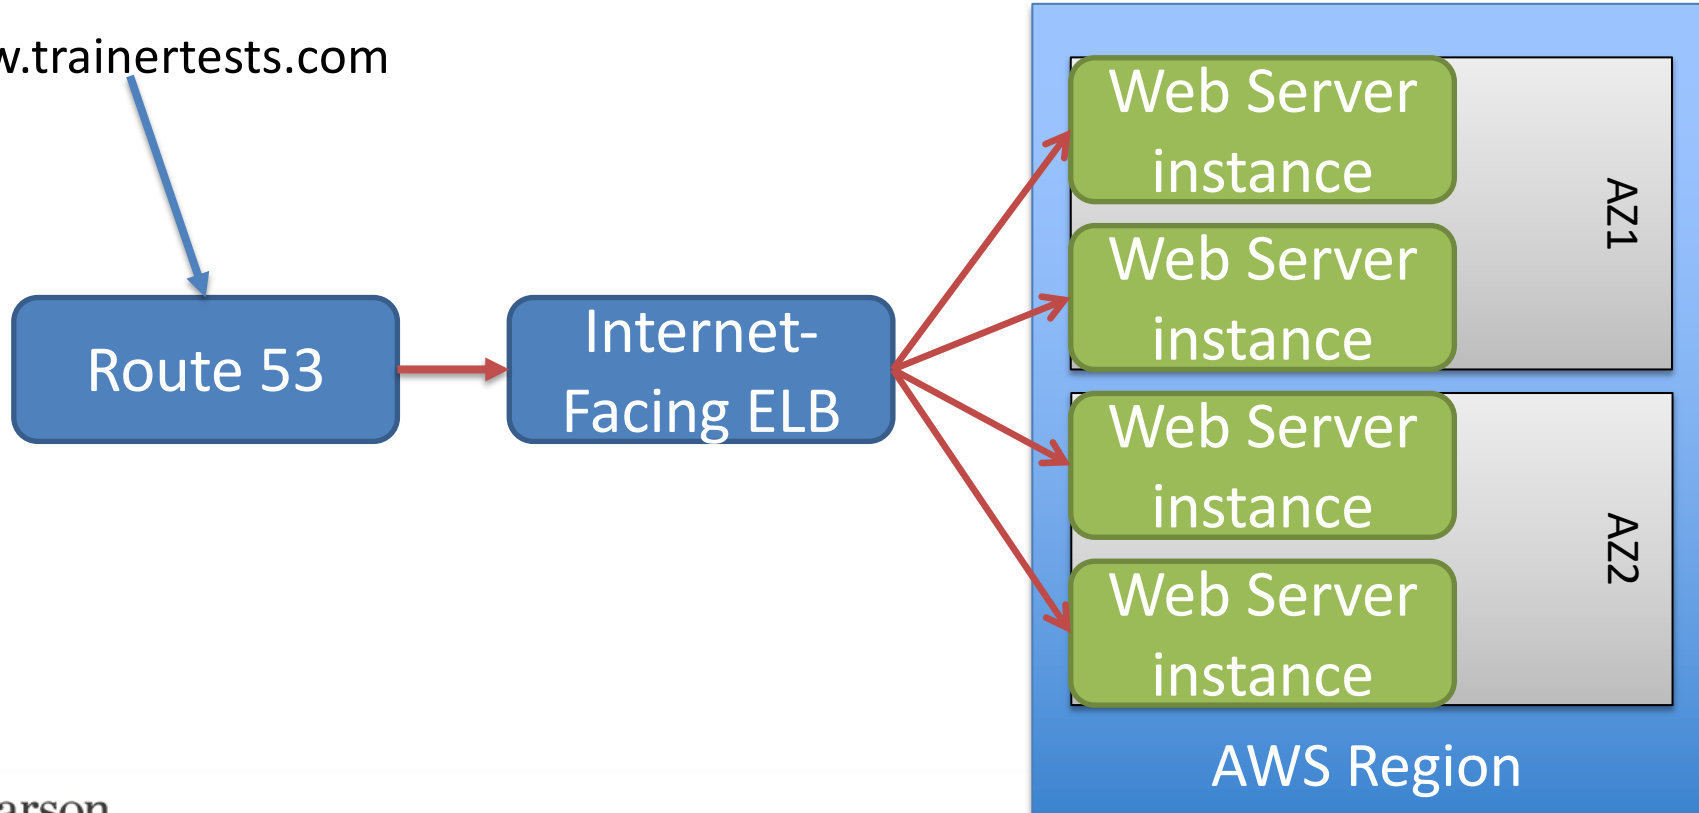 w.trainertests.com
Route 53
Internet-
Facing ELB
Web Server
instance
Web Server
instance
AZ1
Web Server
instance
Web Server
instance
AZ2
AWS Region